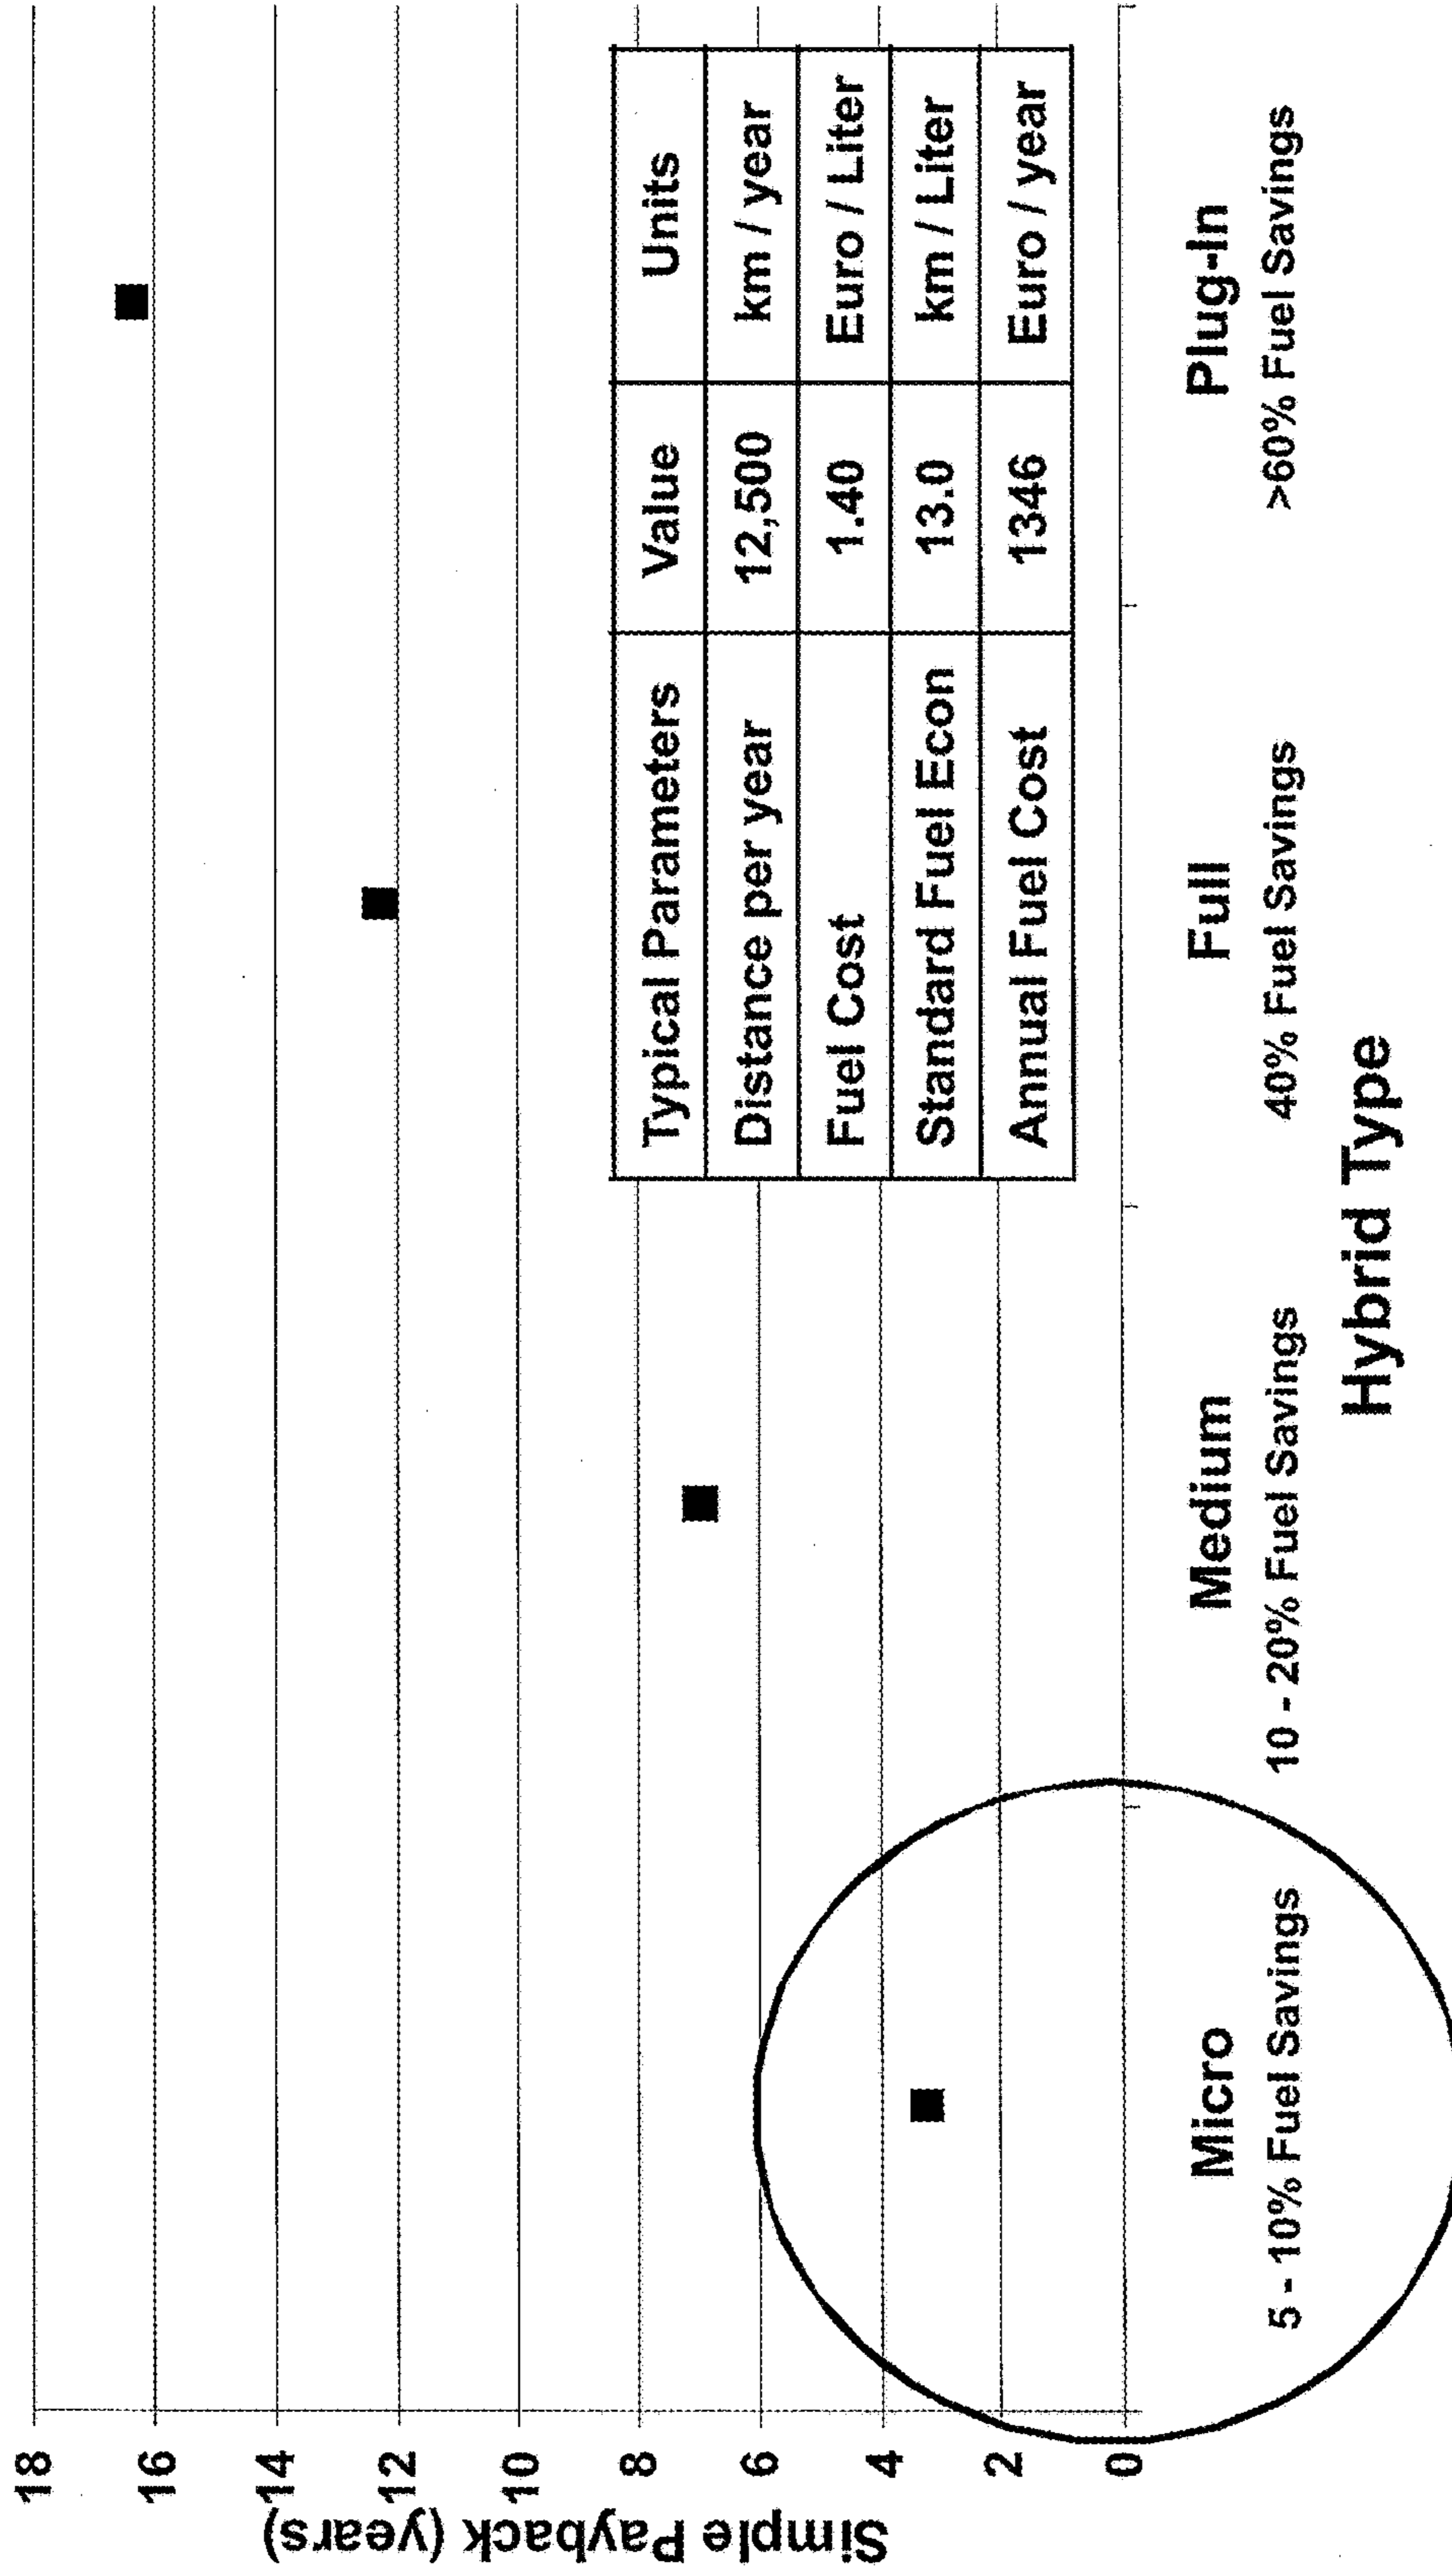 Simple Payback (years)
18
16
14
12
10
8
6
4
2
0
Typical Parameters Value Units
Distance per year 12,500 km / year
Fuel Cost 1.40 Euro / Liter
Standard Fuel Econ 13.0 km / Liter
Annual Fuel Cost 1346 Euro / year
Micro Medium Full Plug-In
5 - 10% Fuel Savings 10 - 20% Fuel Savings 40% Fuel Savings >60% Fuel Savings
Hybrid Type